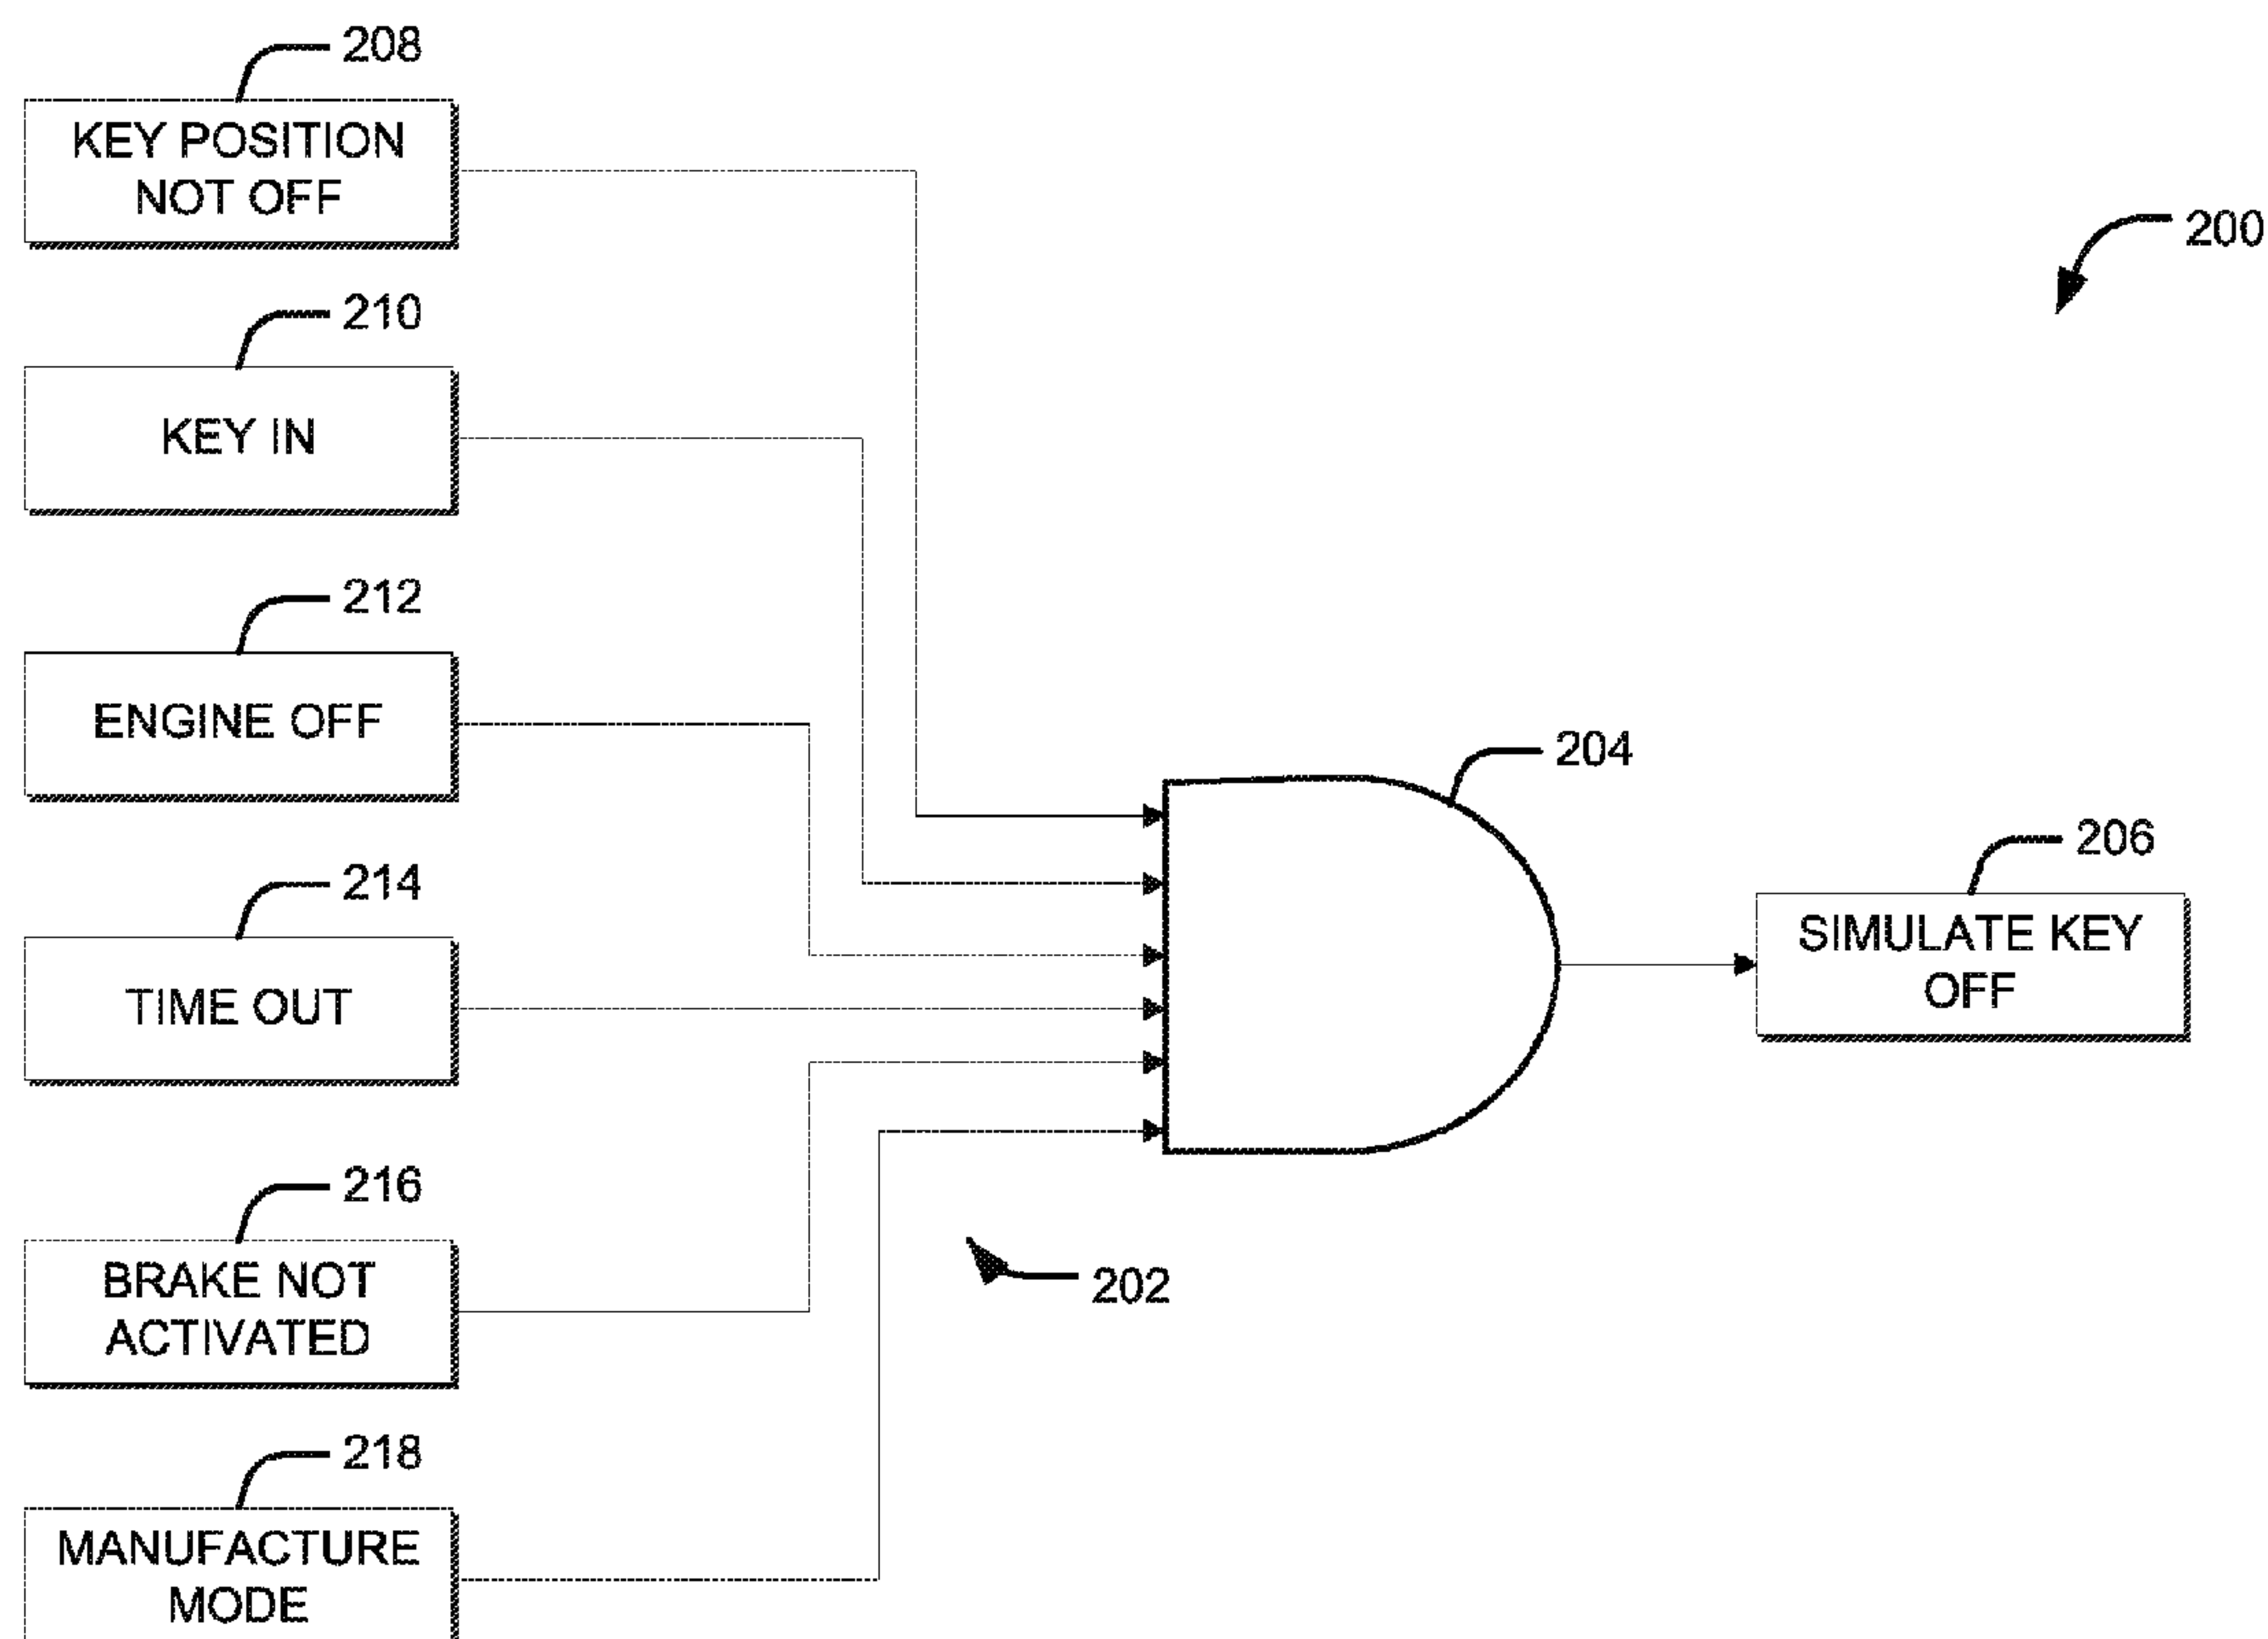 208
KEY POSITION
NOT OFF
200
210
KEY IN
212
ENGINE OFF
204
206
SIMULATE KEY
OFF
214
TIME OUT
216
BRAKE NOT
ACTIVATED
202
218
MANUFACTURE
MODE